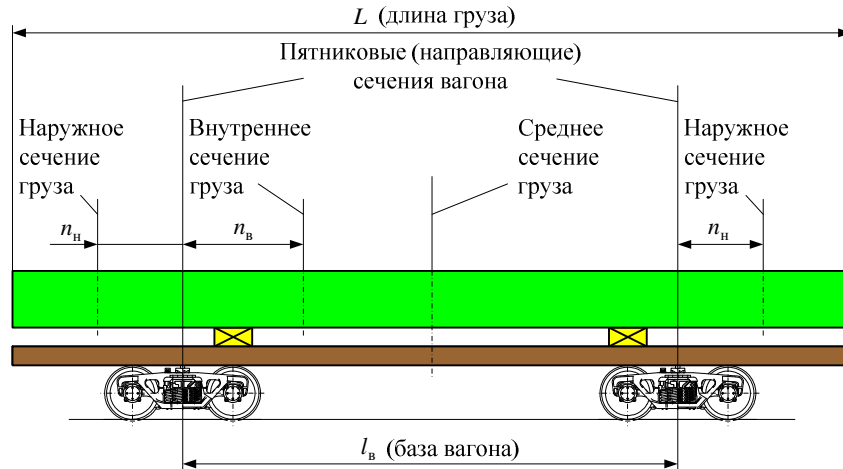 L (длина груза)
Пятниковые (направляющие)
сечения вагона
Наружное
сечение
груза
Внутреннее
сечение
груза
Среднее
сечение
груза
Наружное
сечение
груза
nн
nв
nн
lв (база вагона)